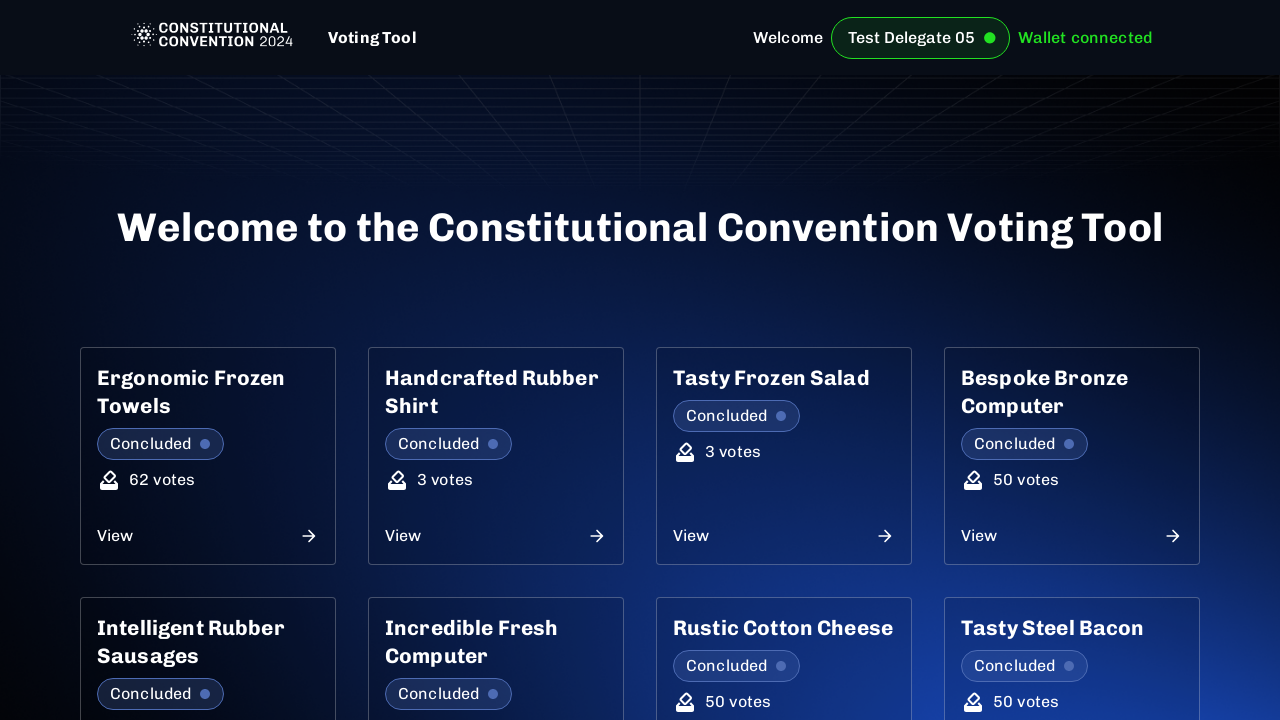 CONSTITUTIONAL
CONVENTION 2024
Voting Tool
Welcome
Test Delegate 05
Wallet connected
Welcome to the Constitutional Convention Voting Tool
Ergonomic Frozen
Towels
Concluded
62 votes
View
Handcrafted Rubber
Shirt
Concluded
3 votes
View
Tasty Frozen Salad
Concluded
3 votes
View
Bespoke Bronze
Computer
Concluded
50 votes
View
Intelligent Rubber
Sausages
Concluded
Incredible Fresh
Computer
Concluded
Rustic Cotton Cheese
Concluded
50 votes
Tasty Steel Bacon
Concluded
50 votes